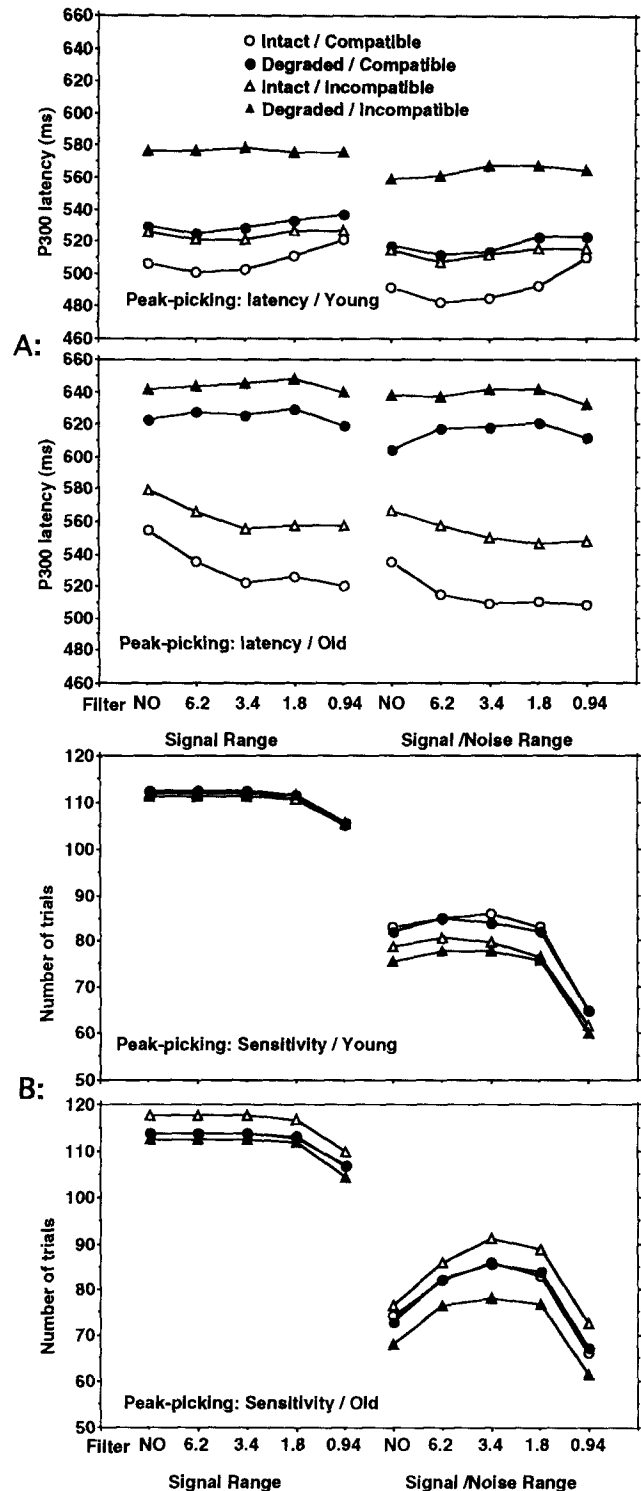 660
640
620
600
580
560
540
520
500
480
460
P300 latency (ms)
Intact / Compatible
Degraded / Compatible
Intact / Incompatible
Degraded / Incompatible
Peak-picking: latency / Young
A:
660
640
620
600
580
560
540
520
500
480
460
P300 latency (ms)
Peak-picking: latency / Old
Filter NO 6.2 3.4 1.8 0.94 NO 6.2 3.4 1.8 0.94
Signal Range Signal /Noise Range
120
110
100
90
80
70
60
50
Number of trials
Peak-picking: Sensitivity / Young
B:
120
110
100
90
80
70
60
50
Number of trials
Peak-picking: Sensitivity / Old
Filter NO 6.2 3.4 1.8 0.94 NO 6.2 3.4 1.8 0.94
Signal Range Signal /Noise Range